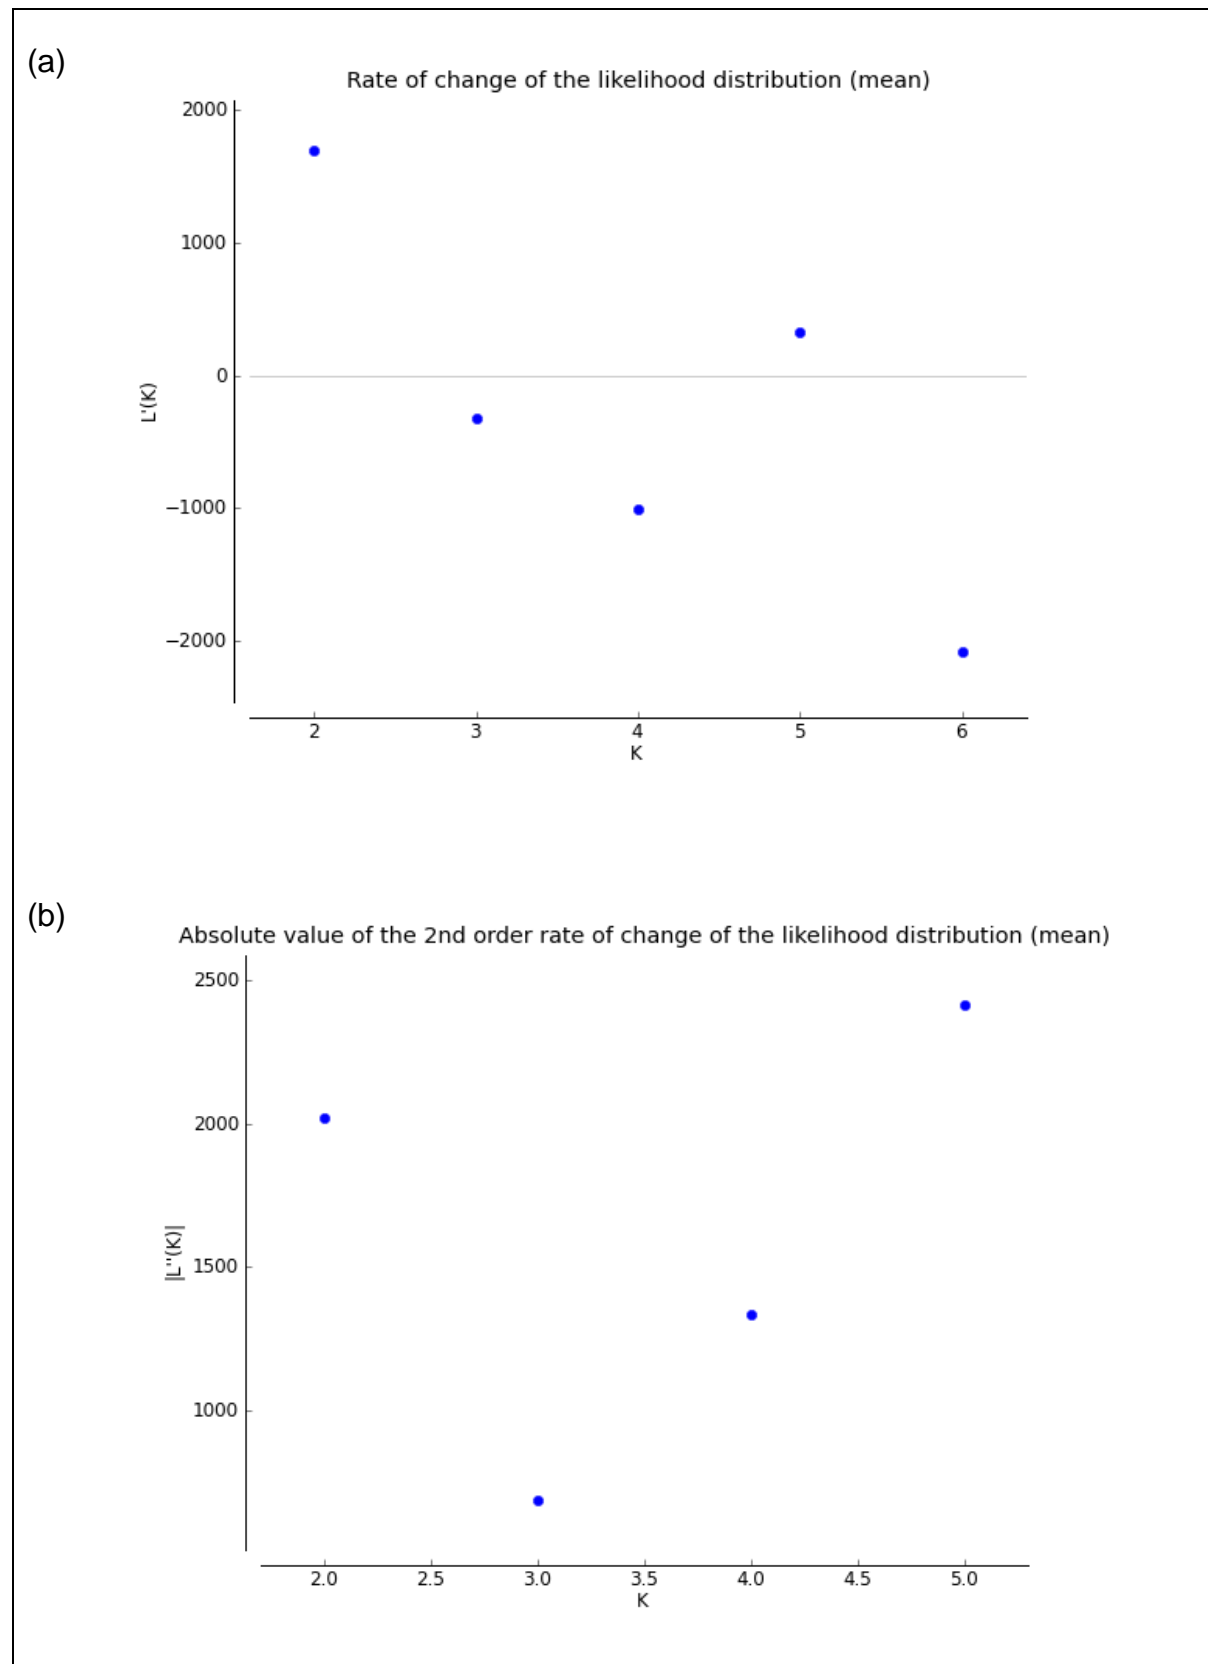 (a)
Rate of change of the likelihood distribution (mean)
2000
1000
0
−1000
−2000
L'(K)
2 3 4 5 6
K
(b)
Absolute value of the 2nd order rate of change of the likelihood distribution (mean)
2500
2000
1500
1000
|L''(K)|
2.0 2.5 3.0 3.5 4.0 4.5 5.0
K